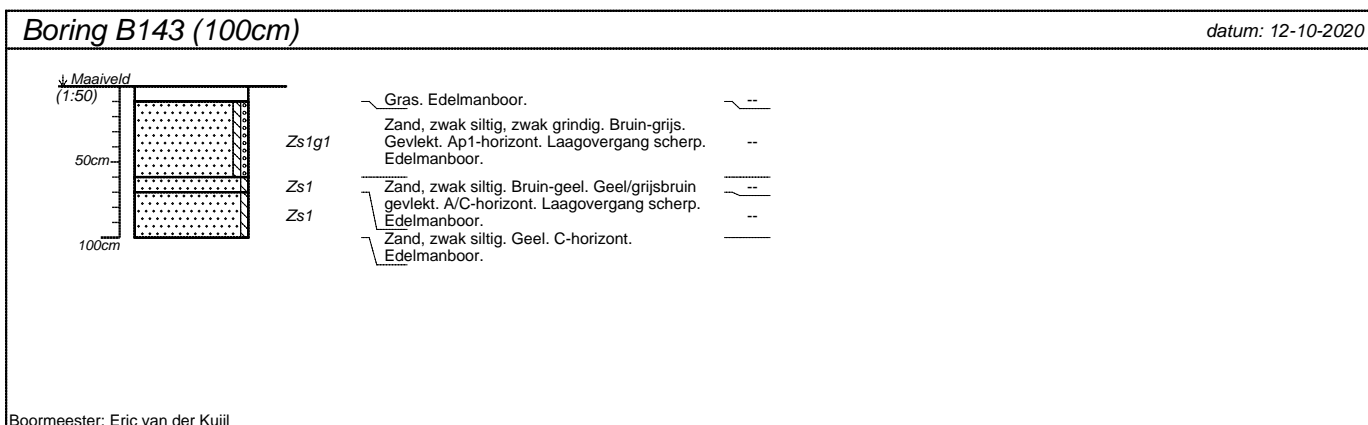 Boring B143 (100cm)
datum: 12-10-2020
Maaiveld
(1:50)
50cm
100cm
Zs1g1
Zs1
Zs1
Gras. Edelmanboor.
--
Zand, zwak siltig, zwak grindig. Bruin-grijs.
Gevlekt. Ap1-horizont. Laagovergang scherp.
Edelmanboor.
--
Zand, zwak siltig. Bruin-geel. Geel/grijsbruin
gevlekt. A/C-horizont. Laagovergang scherp.
Edelmanboor.
--
Zand, zwak siltig. Geel. C-horizont.
Edelmanboor.
--
Boormeester: Eric van der Kuijl